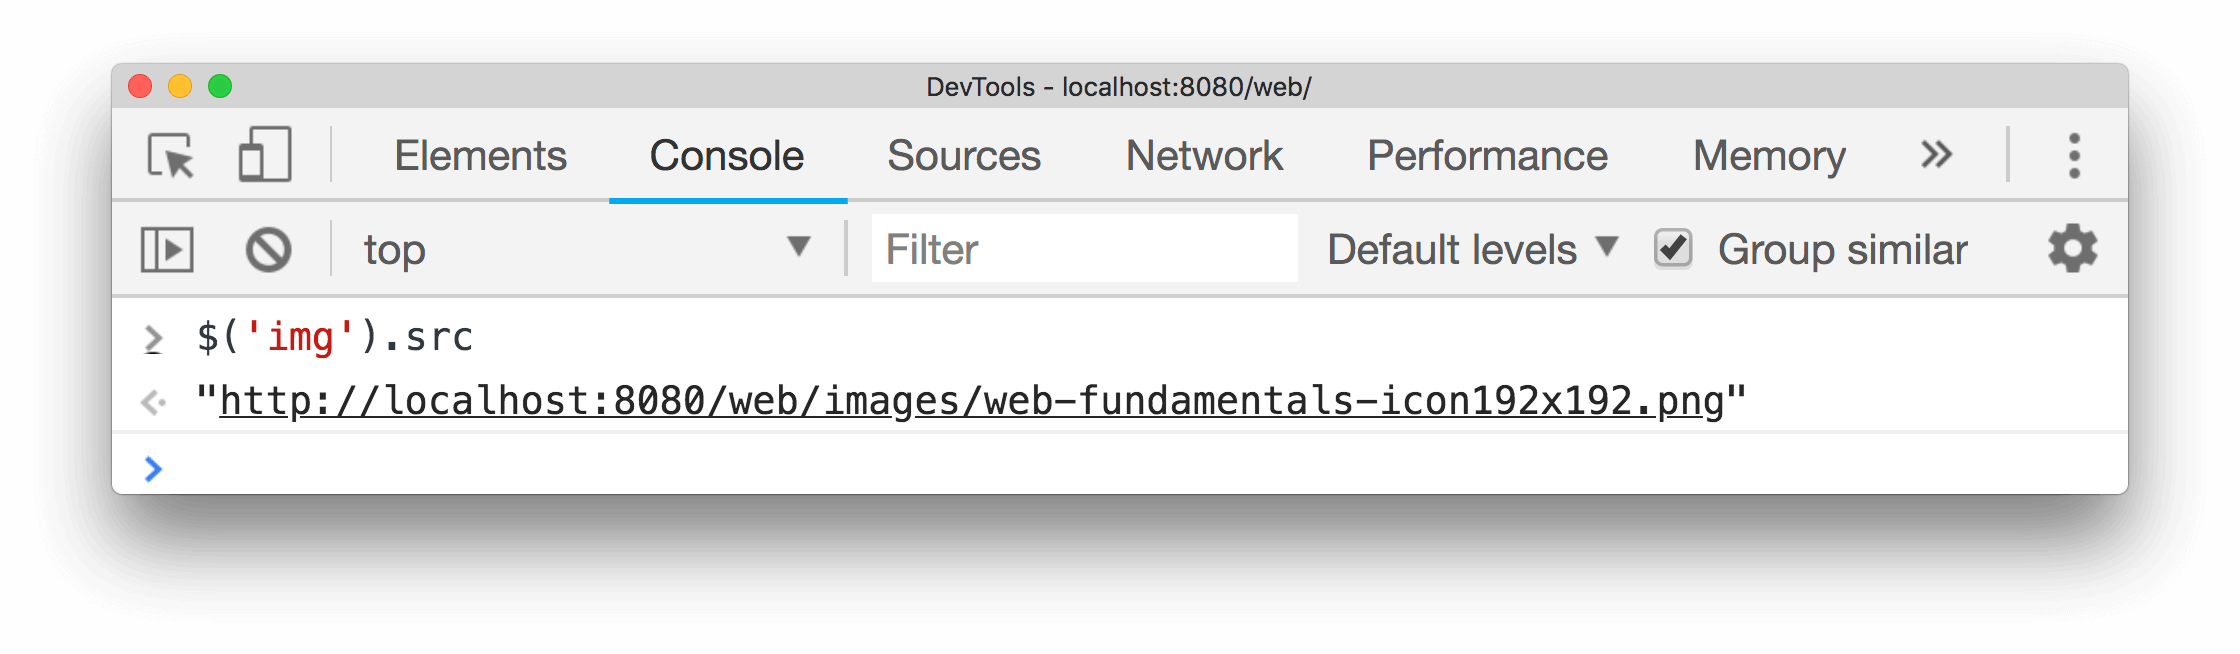 DevTools - localhost:8080/web/
Elements Console Sources Network Performance Memory
top Filter Default levels Group similar
$('img').src
"http://localhost:8080/web/images/web-fundamentals-icon192x192.png"